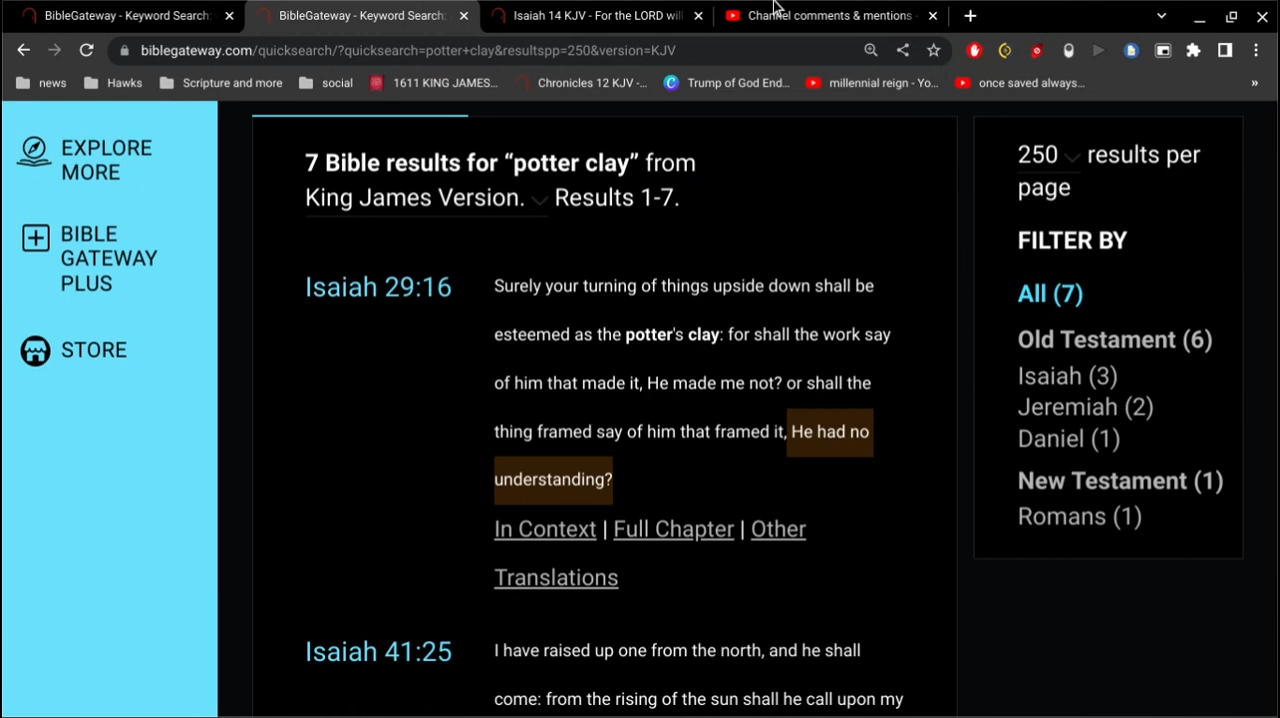 BibleGateway - Keyword Search:
BibleGateway - Keyword Search:
Isaiah 14 KJV - For the LORD will
Channel comments & mentions -
biblegateway.com/quicksearch/?quicksearch=potter+clay&resultspp=250&version=KJV
news
Hawks
Scripture and more
social
1611 KING JAMES...
Chronicles 12 KJV -...
Trump of God End...
millennial reign - Yo...
once saved always...
»
EXPLORE
MORE
BIBLE
GATEWAY
PLUS
STORE
7 Bible results for “potter clay” from
King James Version. Results 1-7.
Isaiah 29:16
Surely your turning of things upside down shall be
esteemed as the potter's clay: for shall the work say
of him that made it, He made me not? or shall the
thing framed say of him that framed it, He had no
understanding?
In Context | Full Chapter | Other
Translations
Isaiah 41:25
I have raised up one from the north, and he shall
come: from the rising of the sun shall he call upon my
250 results per
page
FILTER BY
All (7)
Old Testament (6)
Isaiah (3)
Jeremiah (2)
Daniel (1)
New Testament (1)
Romans (1)